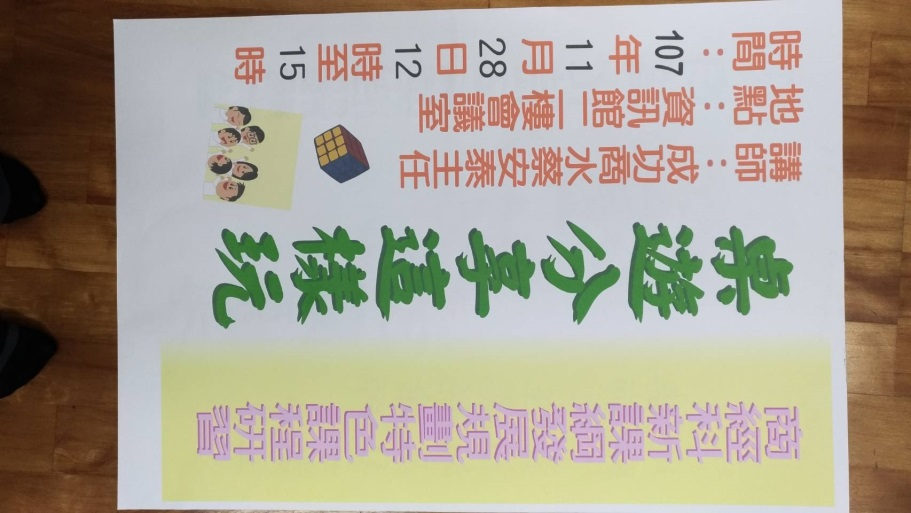 商經科新課綱發展規劃特色課程研習
桌遊分享這樣玩
講師：成功商水蔡安泰主任
地點：資訊館二樓會議室
時間：107年11月28日12時至15時